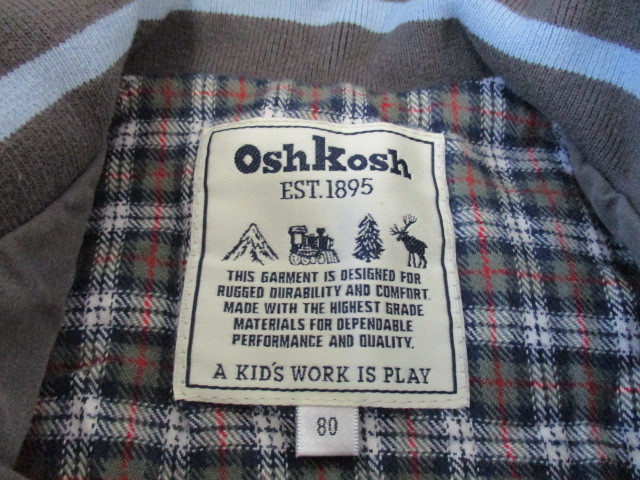 OshKosh
EST.1895
THIS GARMENT IS DESIGNED FOR
RUGGED DURABILITY AND COMFORT.
MADE WITH THE HIGHEST GRADE
MATERIALS FOR DEPENDABLE
PERFORMANCE AND QUALITY.
A KID'S WORK IS PLAY
80